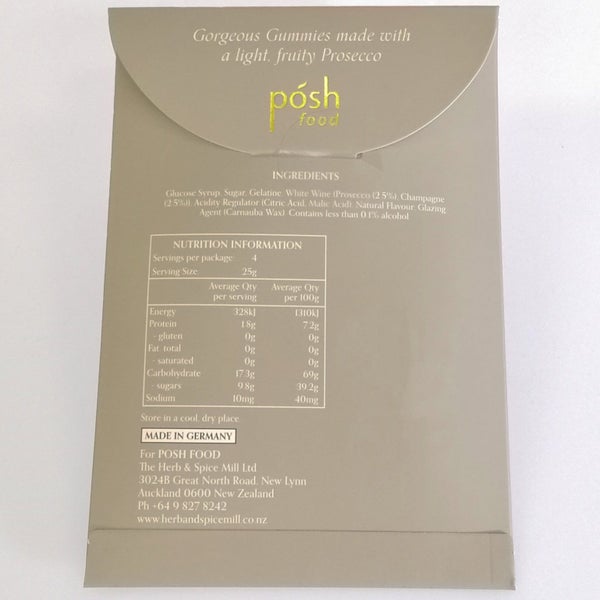 Gorgeous Gummies made with
a light, fruity Prosecco
pósh
food
INGREDIENTS
Glucose Syrup, Sugar, Gelatine, White Wine (Prosecco (2.5%), Champagne
(2.5%)), Acidity Regulator (Citric Acid, Malic Acid), Natural Flavour, Glazing
Agent (Carnauba Wax). Contains less than 0.1% alcohol
NUTRITION INFORMATION
Servings per package: 4
Serving Size: 25g
Average Qty per serving Average Qty per 100g
Energy 328kJ 1310kJ
Protein 1.8g 7.2g
- gluten 0g 0g
Fat, total 0g 0g
- saturated 0g 0g
Carbohydrate 17.3g 69g
- sugars 9.8g 39.2g
Sodium 10mg 40mg
Store in a cool, dry place.
MADE IN GERMANY
For POSH FOOD
The Herb & Spice Mill Ltd
3024B Great North Road, New Lynn
Auckland 0600 New Zealand
Ph +64 9 827 8242
www.herbandspicemill.co.nz